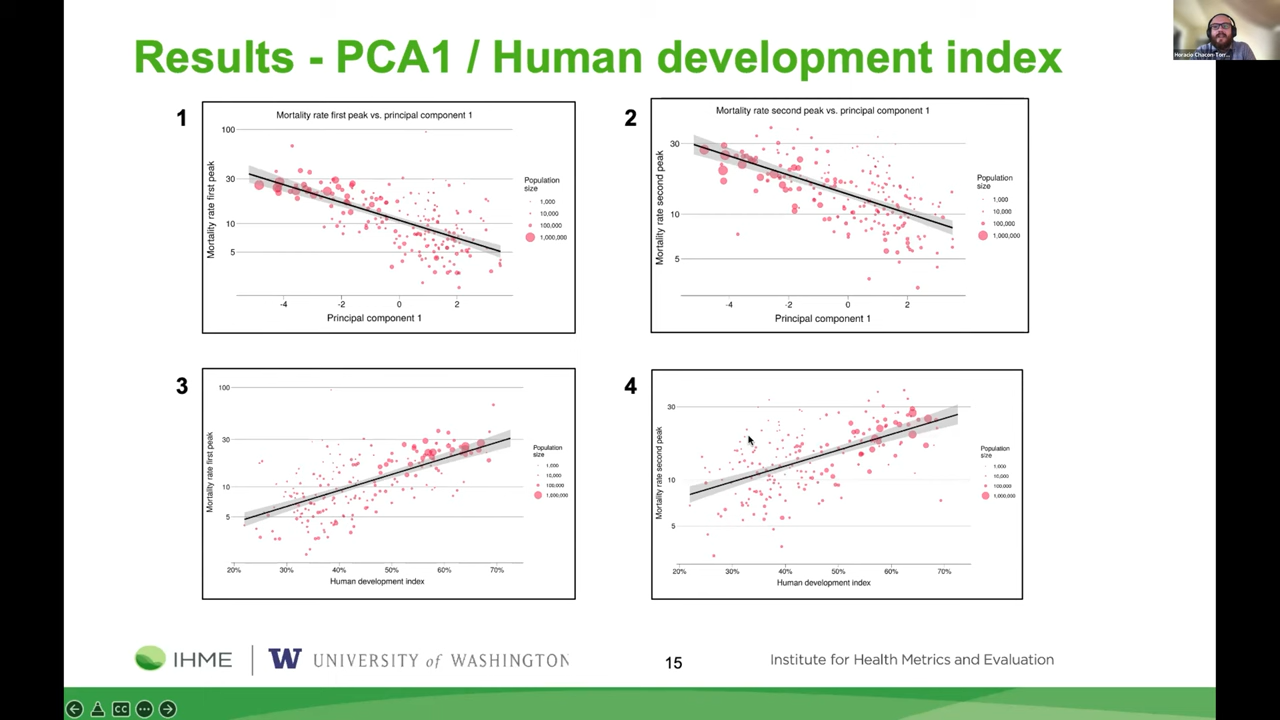 Results - PCA1 / Human development index
1
Mortality rate first peak vs. principal component 1
100
30
10
5
Mortality rate first peak
-4
-2
0
2
Principal component 1
Population
size
1,000
10,000
100,000
1,000,000
2
Mortality rate second peak vs. principal component 1
30
10
5
Mortality rate second peak
-4
-2
0
2
Principal component 1
Population
size
1,000
10,000
100,000
1,000,000
3
100
30
10
5
Mortality rate first peak
20%
30%
40%
50%
60%
70%
Human development index
Population
size
1,000
10,000
100,000
1,000,000
4
30
10
5
Mortality rate second peak
20%
30%
40%
50%
60%
70%
Human development index
Population
size
1,000
10,000
100,000
1,000,000
IHME
W UNIVERSITY of WASHINGTON
15
Institute for Health Metrics and Evaluation
CC